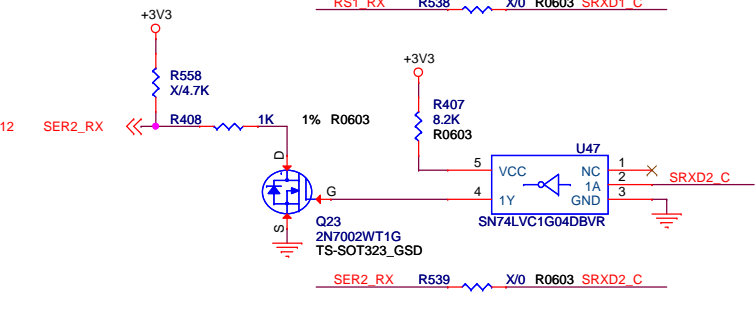 RS1_RX R538 X/0 R0603 SRXD1_C
+3V3
+3V3
R558
X/4.7K
R407
8.2K
R0603
12 SER2_RX R408 1K 1% R0603
U47
D
5 VCC NC 1
1A 2 SRXD2_C
G 4 1Y GND 3
S
Q23
2N7002WT1G
TS-SOT323_GSD
SN74LVC1G04DBVR
SER2_RX R539 X/0 R0603 SRXD2_C